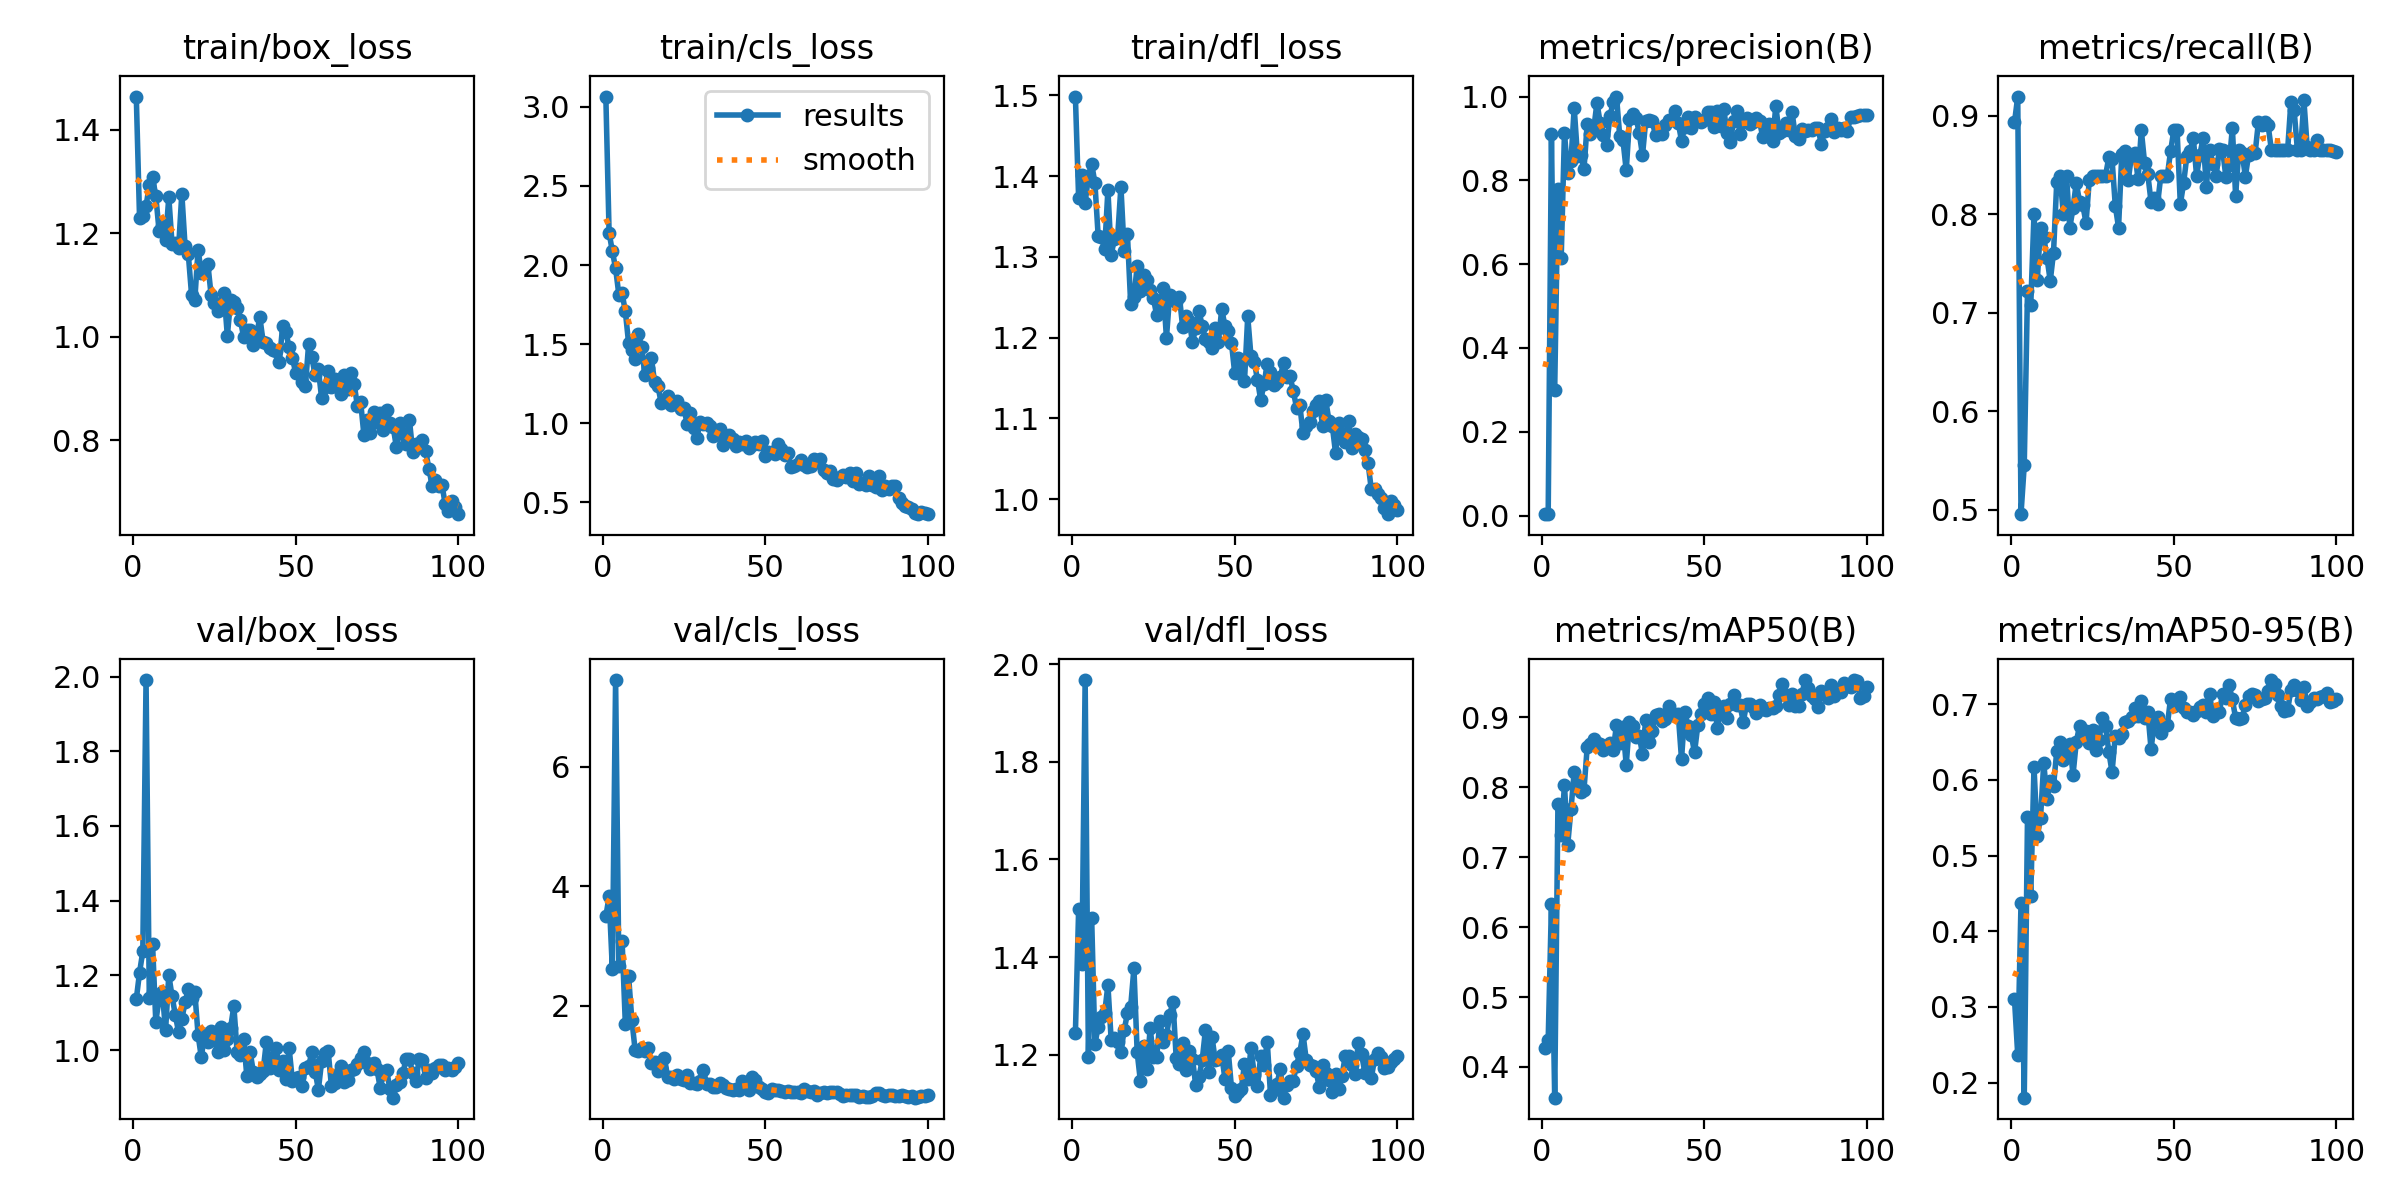 train/box_loss
1.4
1.2
1.0
0.8
0 50 100
train/cls_loss
results
smooth
3.0
2.5
2.0
1.5
1.0
0.5
0 50 100
train/dfl_loss
1.5
1.4
1.3
1.2
1.1
1.0
0 50 100
metrics/precision(B)
1.0
0.8
0.6
0.4
0.2
0.0
0 50 100
metrics/recall(B)
0.9
0.8
0.7
0.6
0.5
0 50 100
val/box_loss
2.0
1.8
1.6
1.4
1.2
1.0
0 50 100
val/cls_loss
6
4
2
0 50 100
val/dfl_loss
2.0
1.8
1.6
1.4
1.2
0 50 100
metrics/mAP50(B)
0.9
0.8
0.7
0.6
0.5
0.4
0 50 100
metrics/mAP50-95(B)
0.7
0.6
0.5
0.4
0.3
0.2
0 50 100